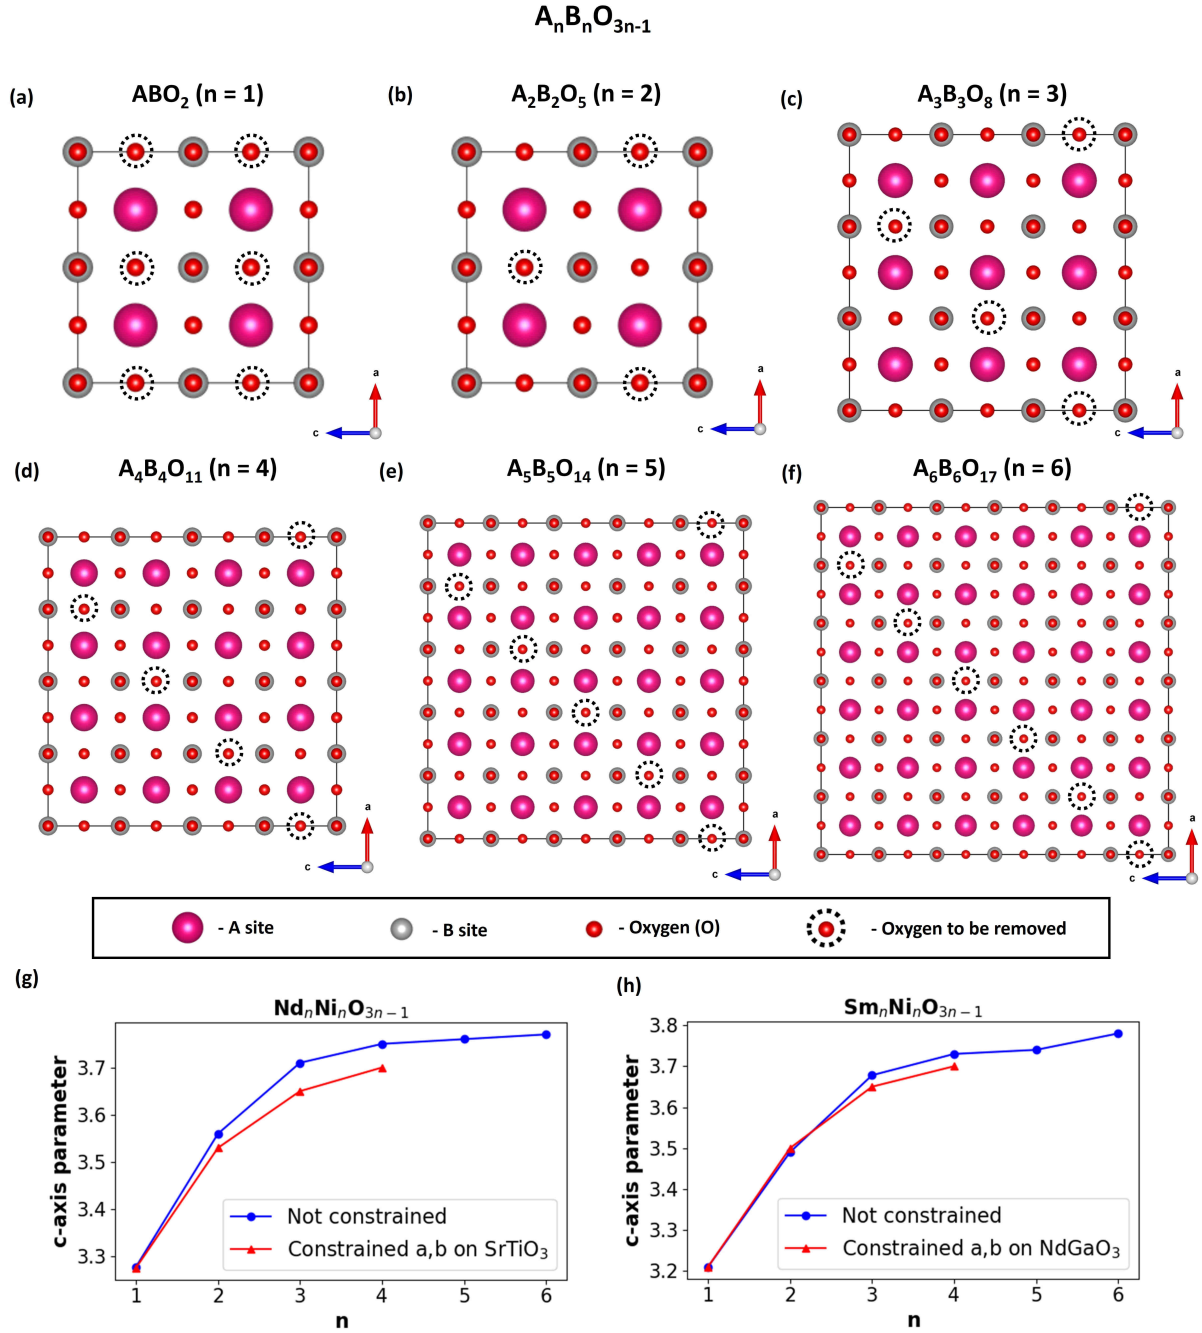 AₙBₙO₃ₙ₋₁
(a) ABO₂ (n = 1)
(b) A₂B₂O₅ (n = 2)
(c) A₃B₃O₈ (n = 3)
a
c
a
c
a
c
(d) A₄B₄O₁₁ (n = 4)
(e) A₅B₅O₁₄ (n = 5)
(f) A₆B₆O₁₇ (n = 6)
a
c
a
c
a
c
- A site
- B site
- Oxygen (O)
- Oxygen to be removed
(g)
NdₙNiₙO₃ₙ₋₁
c-axis parameter
3.7
3.6
3.5
3.4
3.3
Not constrained
Constrained a,b on SrTiO₃
1 2 3 4 5 6
n
(h)
SmₙNiₙO₃ₙ₋₁
c-axis parameter
3.8
3.7
3.6
3.5
3.4
3.3
3.2
Not constrained
Constrained a,b on NdGaO₃
1 2 3 4 5 6
n